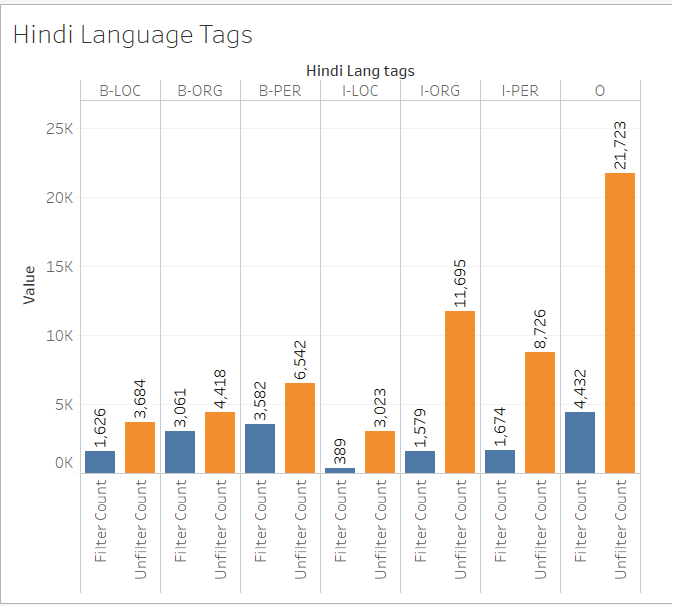 Hindi Language Tags
Hindi Lang tags
B-LOC B-ORG B-PER I-LOC I-ORG I-PER O
Value
25K
20K
15K
10K
5K
0K
1,626
3,684
3,061
4,418
3,582
6,542
389
3,023
1,579
11,695
1,674
8,726
4,432
21,723
Filter Count
Unfilter Count
Filter Count
Unfilter Count
Filter Count
Unfilter Count
Filter Count
Unfilter Count
Filter Count
Unfilter Count
Filter Count
Unfilter Count
Filter Count
Unfilter Count